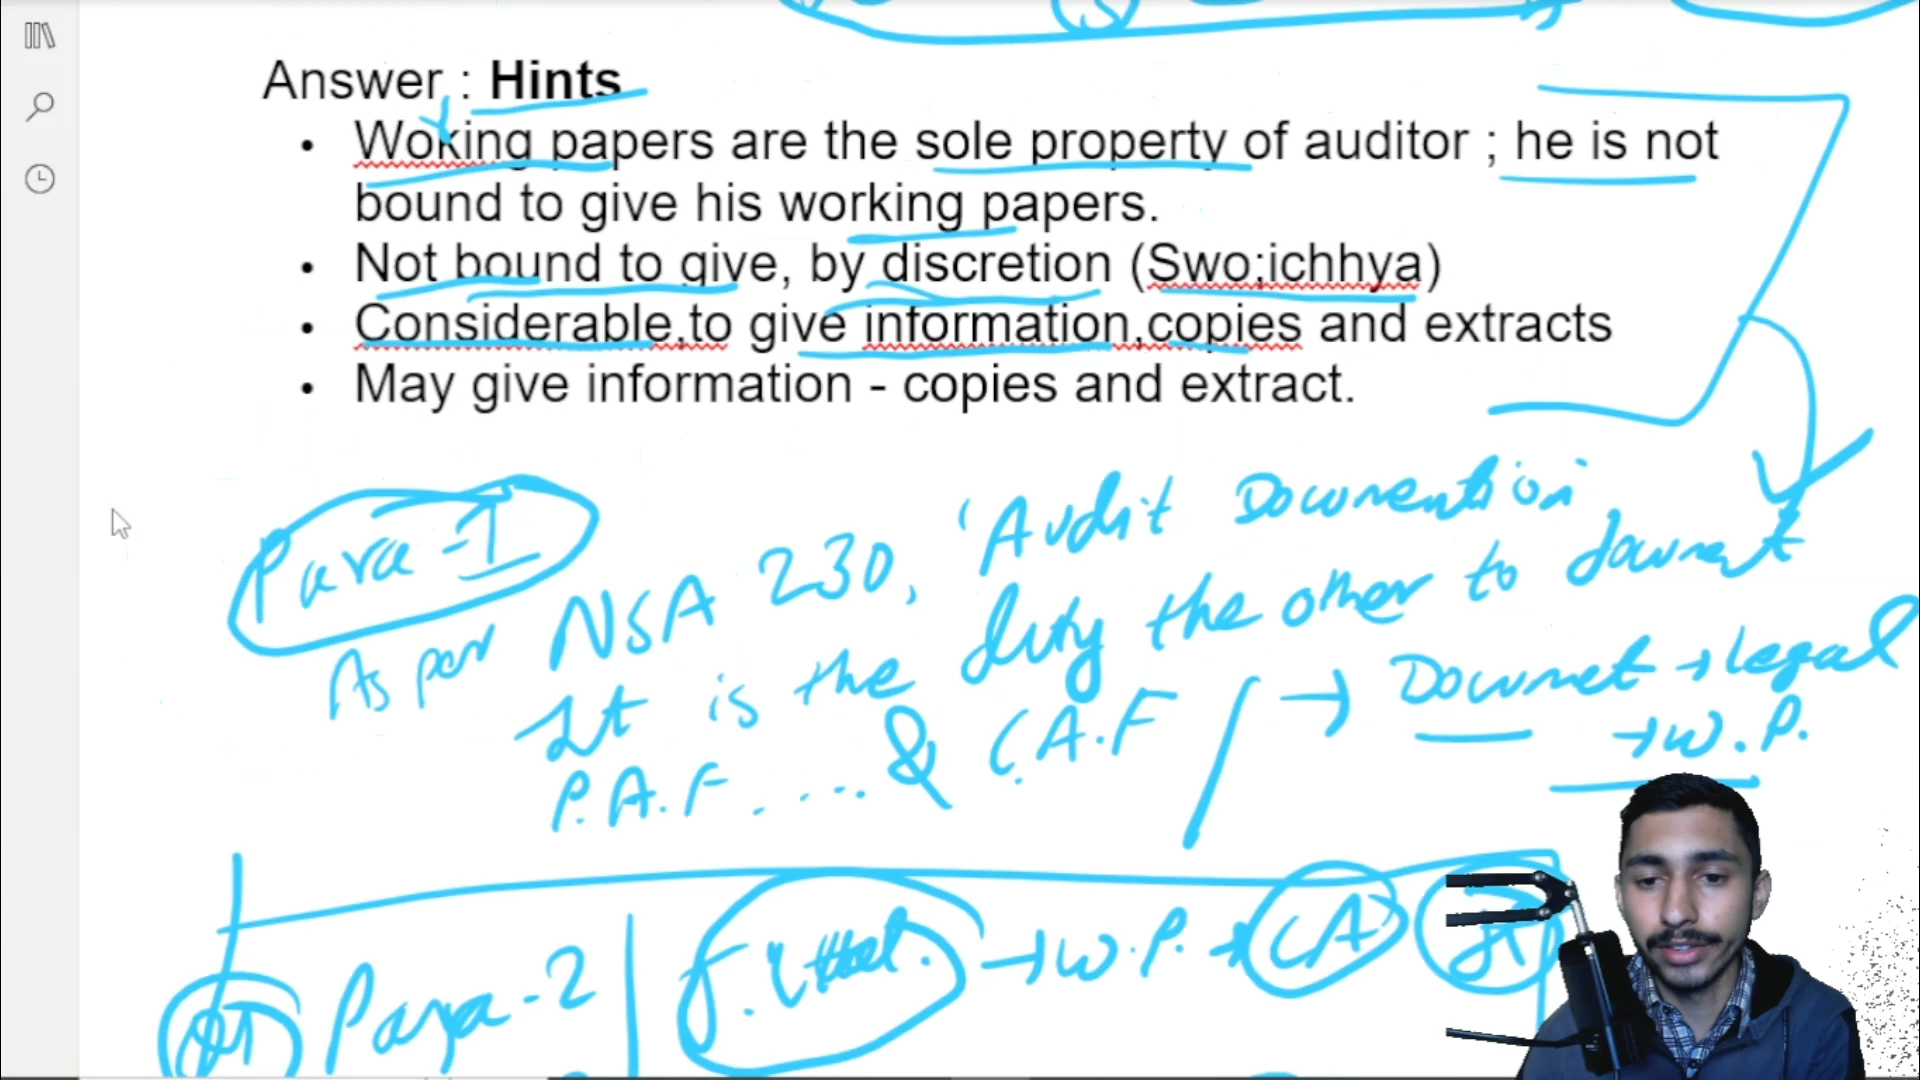 Answer : Hints
• Woking papers are the sole property of auditor ; he is not
bound to give his working papers.
• Not bound to give, by discretion (Swo;ichhya)
• Considerable,to give information,copies and extracts
• May give information - copies and extract.
Para-1
As per NSA 230, 'Audit
It is the duty the other to
P.A.F..... & C.A.F
→ legal
→ W.P.
Para-2
→ W.P. → CA